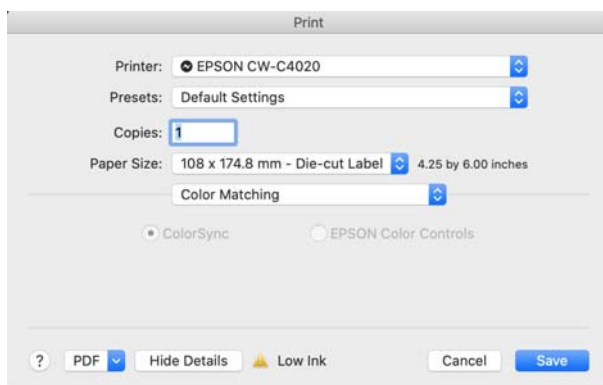 Print
Printer: EPSON CW-C4020
Presets: Default Settings
Copies: 1
Paper Size: 108 x 174.8 mm - Die-cut Label 4.25 by 6.00 inches
Color Matching
ColorSync EPSON Color Controls
? PDF Hide Details Low Ink Cancel Save